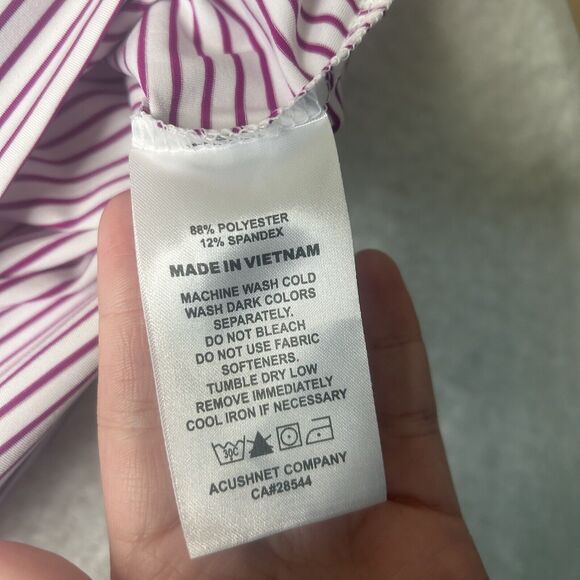 88% POLYESTER
12% SPANDEX
MADE IN VIETNAM
MACHINE WASH COLD
WASH DARK COLORS
SEPARATELY.
DO NOT BLEACH
DO NOT USE FABRIC
SOFTENERS.
TUMBLE DRY LOW
REMOVE IMMEDIATELY
COOL IRON IF NECESSARY
30C
ACUSHNET COMPANY
CA#28544